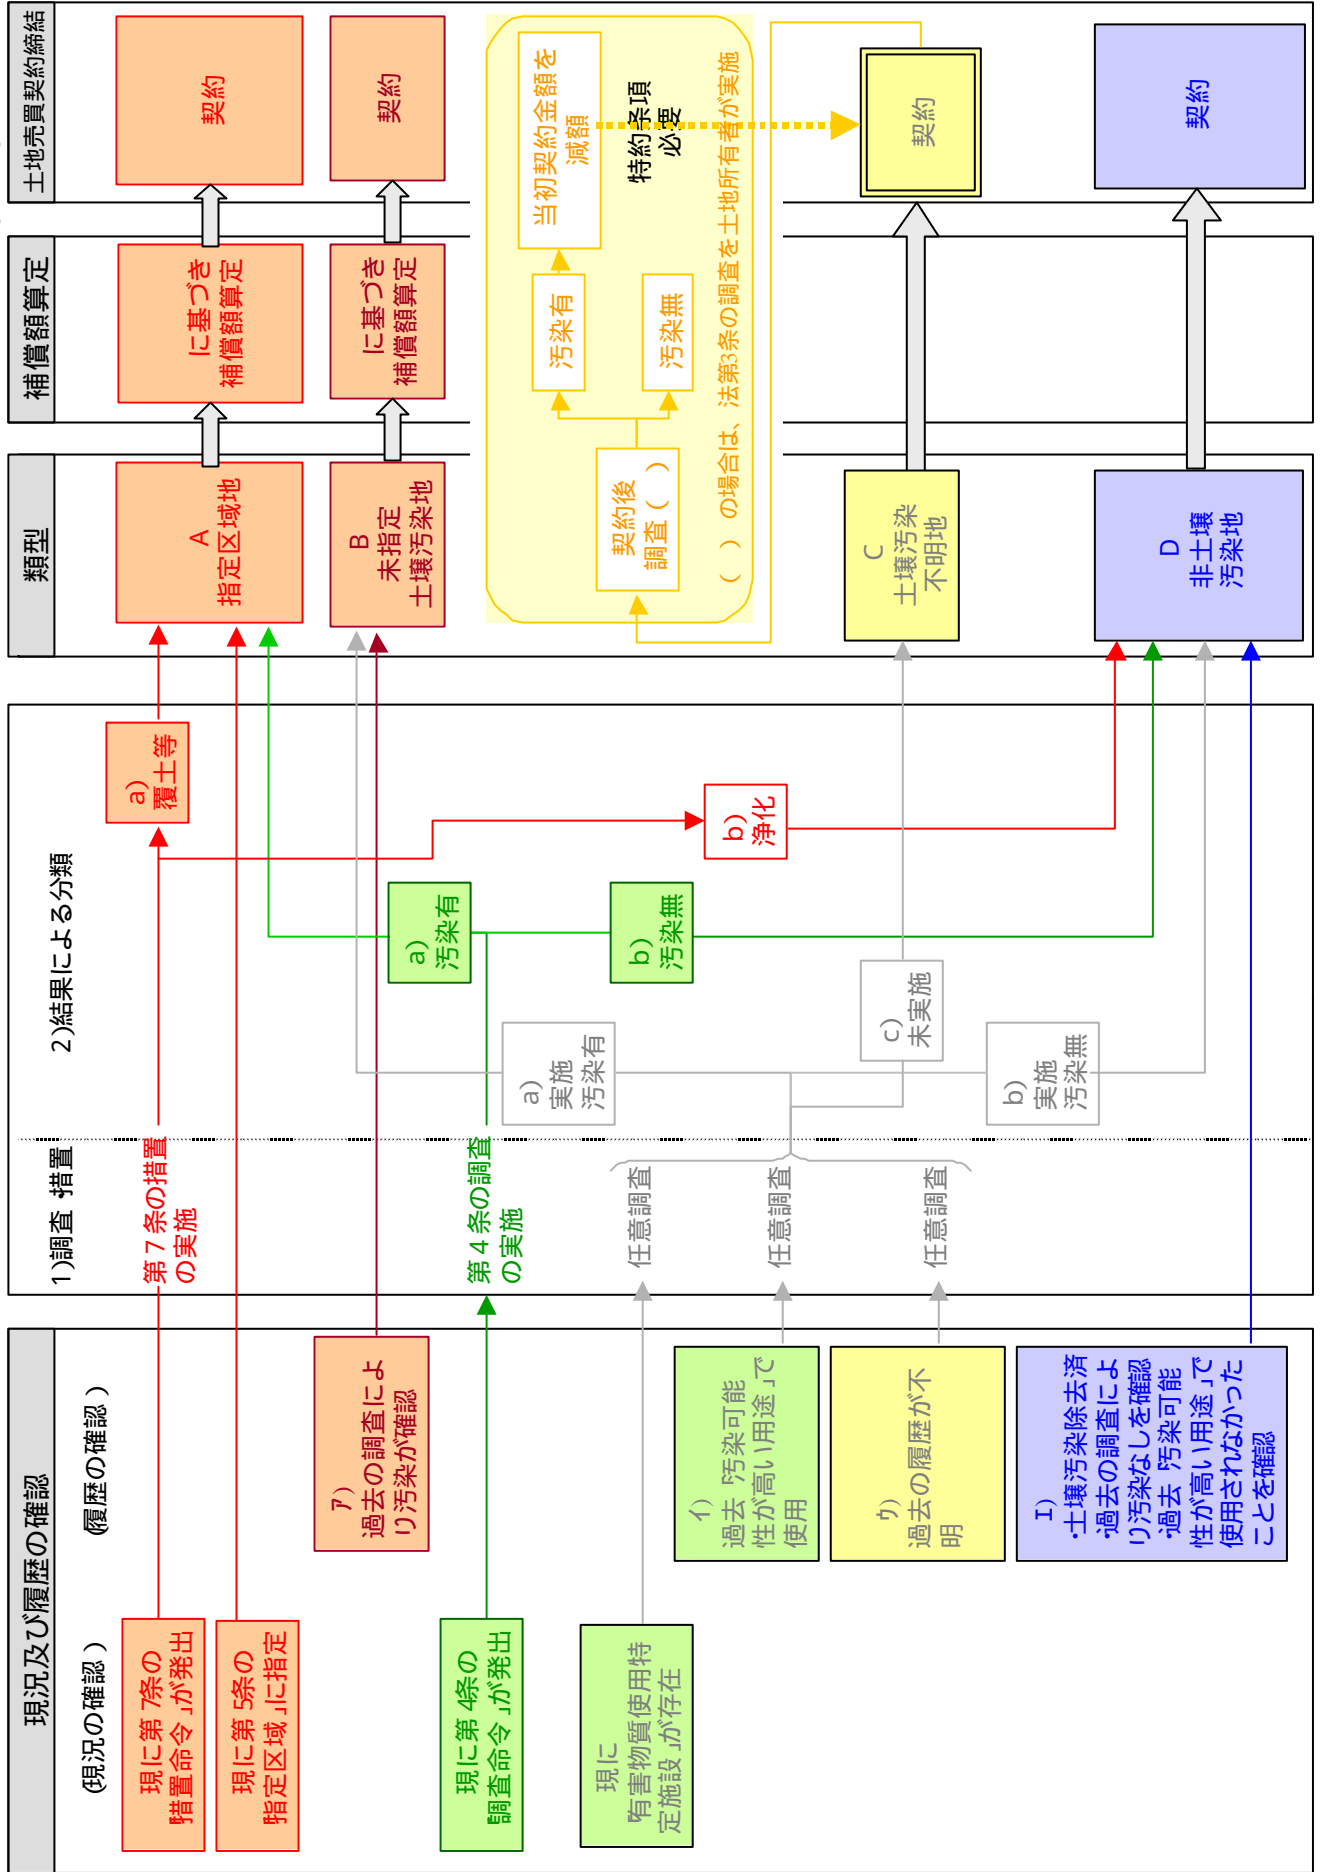 現況及び履歴の確認
(現況の確認)
(履歴の確認)
現に第7条の
「措置命令」が発出
現に第5条の
「指定区域」に指定
現に第4条の
「調査命令」が発出
現に
「有害物質使用特
定施設」が存在
ア)
過去の調査によ
り汚染が確認
イ)
過去「汚染可能
性が高い用途」で
使用
ウ)
過去の履歴が不
明
エ)
・土壌汚染除去済
・過去の調査によ
り汚染なしを確認
・過去「汚染可能
性が高い用途」で
使用されなかった
ことを確認
1)調査・措置
2)結果による分類
第7条の措置
の実施
第4条の調査
の実施
任意調査
任意調査
任意調査
a)
覆土等
b)
浄化
a)
汚染有
b)
汚染無
a)
実施
汚染有
c)
未実施
b)
実施
汚染無
類型
A
指定区域地
B
未指定
土壌汚染地
C
土壌汚染
不明地
D
非土壌
汚染地
補償額算定
に基づき
補償額算定
に基づき
補償額算定
土地売買契約締結
契約
契約
契約後
調査( )
汚染有
汚染無
当初契約金額を
減額
特約条項
必要
( )の場合は、法第3条の調査を土地所有者が実施
契約
契約